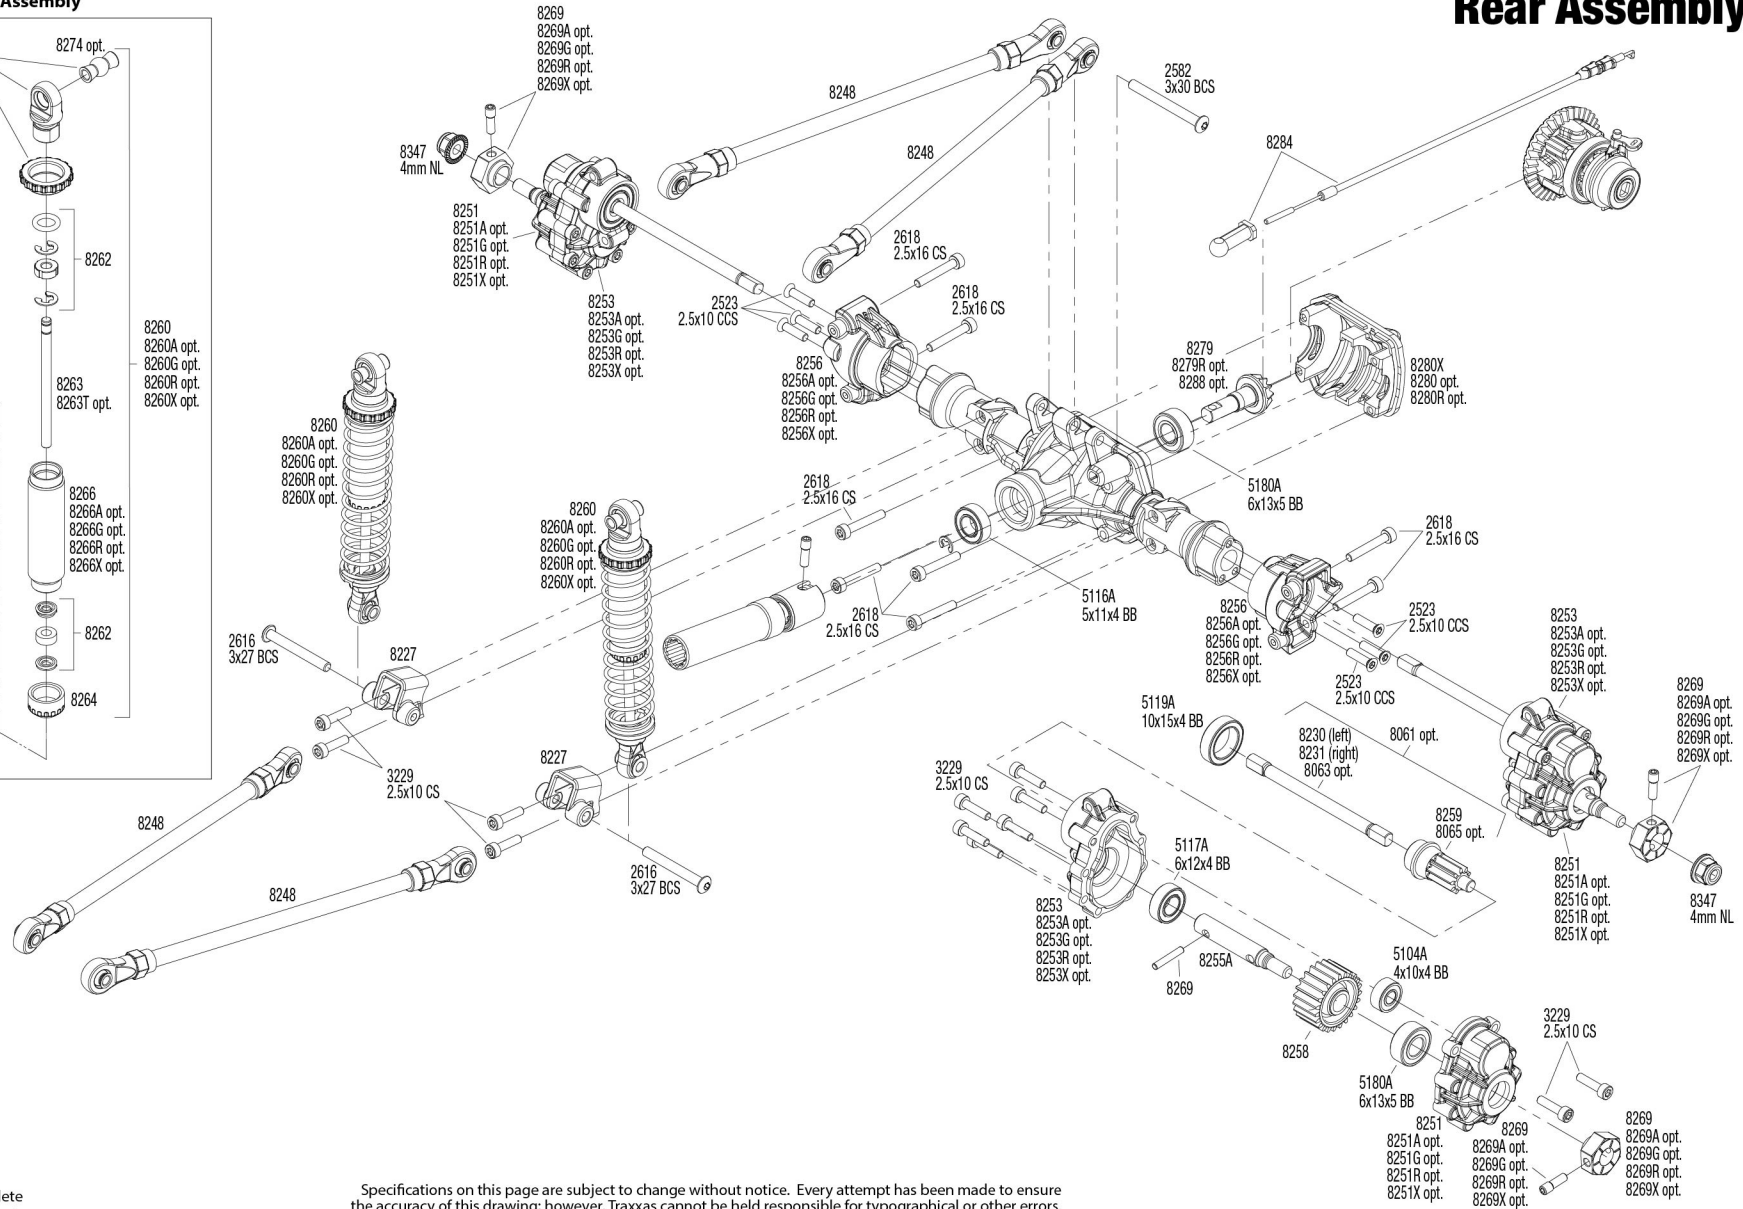 Assembly
Rear Assembly
8274 opt.
8262
8263
8263T opt.
8260
8260A opt.
8260G opt.
8260R opt.
8260X opt.
8266
8266A opt.
8266G opt.
8266R opt.
8266X opt.
8262
8264
8269
8269A opt.
8269G opt.
8269R opt.
8269X opt.
8347
4mm NL
8251
8251A opt.
8251G opt.
8251R opt.
8251X opt.
8253
8253A opt.
8253G opt.
8253R opt.
8253X opt.
8248
8248
2582
3x30 BCS
8284
2618
2.5x16 CS
2618
2.5x16 CS
2523
2.5x10 CCS
8256
8256A opt.
8256G opt.
8256R opt.
8256X opt.
8279
8279R opt.
8288 opt.
8280X
8280 opt.
8280R opt.
5180A
6x13x5 BB
8260
8260A opt.
8260G opt.
8260R opt.
8260X opt.
8260
8260A opt.
8260G opt.
8260R opt.
8260X opt.
2618
2.5x16 CS
2618
2.5x16 CS
5116A
5x11x4 BB
2618
2.5x16 CS
8256
8256A opt.
8256G opt.
8256R opt.
8256X opt.
2523
2.5x10 CCS
2523
2.5x10 CCS
8253
8253A opt.
8253G opt.
8253R opt.
8253X opt.
8269
8269A opt.
8269G opt.
8269R opt.
8269X opt.
2616
3x27 BCS
8227
8227
3229
2.5x10 CS
8248
8248
2616
3x27 BCS
5119A
10x15x4 BB
8230 (left)
8231 (right)
8063 opt.
8061 opt.
3229
2.5x10 CS
8259
8065 opt.
5117A
6x12x4 BB
8251
8251A opt.
8251G opt.
8251R opt.
8251X opt.
8347
4mm NL
8253
8253A opt.
8253G opt.
8253R opt.
8253X opt.
8255A
8269
5104A
4x10x4 BB
8258
3229
2.5x10 CS
5180A
6x13x5 BB
8251
8251A opt.
8251G opt.
8251R opt.
8251X opt.
8269
8269A opt.
8269G opt.
8269R opt.
8269X opt.
8269
8269A opt.
8269G opt.
8269R opt.
8269X opt.
lete
Specifications on this page are subject to change without notice. Every attempt has been made to ensure
the accuracy of this drawing; however, Traxxas cannot be held responsible for typographical or other errors.